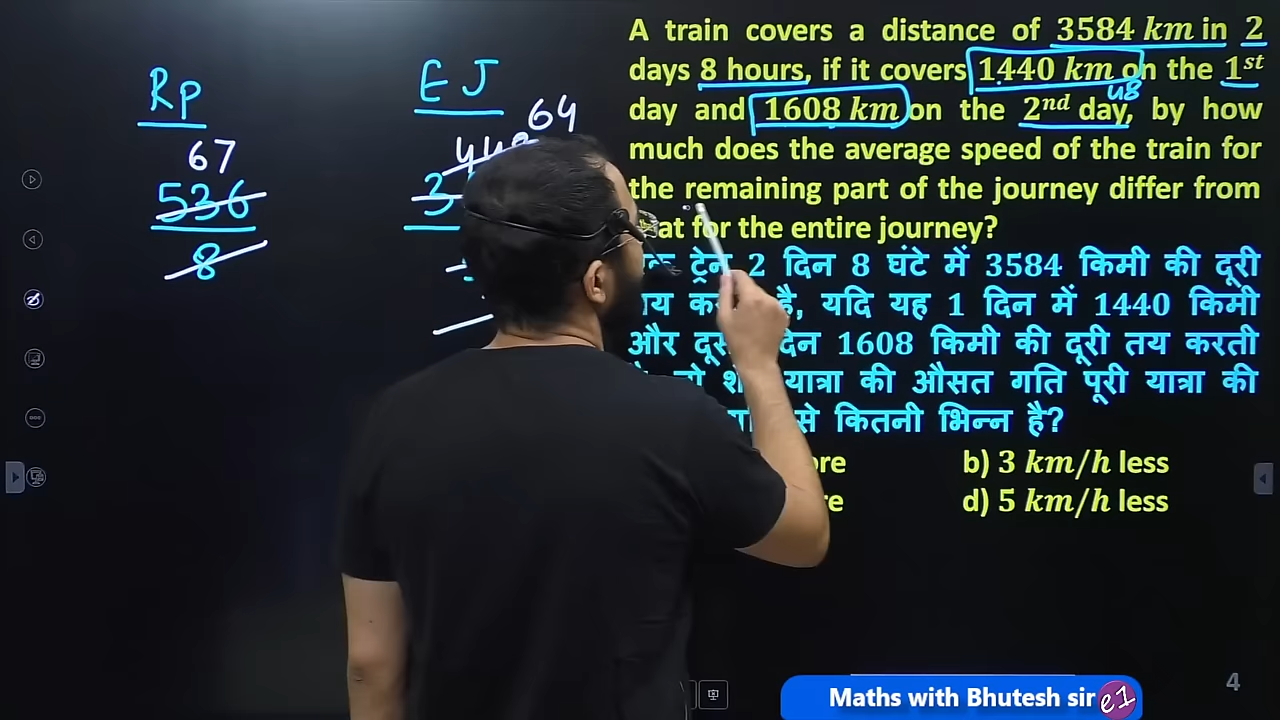 A train covers a distance of 3584 km in 2
days 8 hours, if it covers 1440 km on the 1st
day and 1608 km on the 2nd day, by how
much does the average speed of the train for
the remaining part of the journey differ from
for the entire journey?
ट्रेन 2 दिन 8 घंटे में 3584 किमी की दूरी
है, यदि यह 1 दिन में 1440 किमी
और दिन 1608 किमी की दूरी तय करती
यात्रा की औसत गति पूरी यात्रा की
से कितनी भिन्न है?
b) 3 km/h less
d) 5 km/h less
RP
67
536
8
EJ
64
48
Maths with Bhutesh sir e1
4